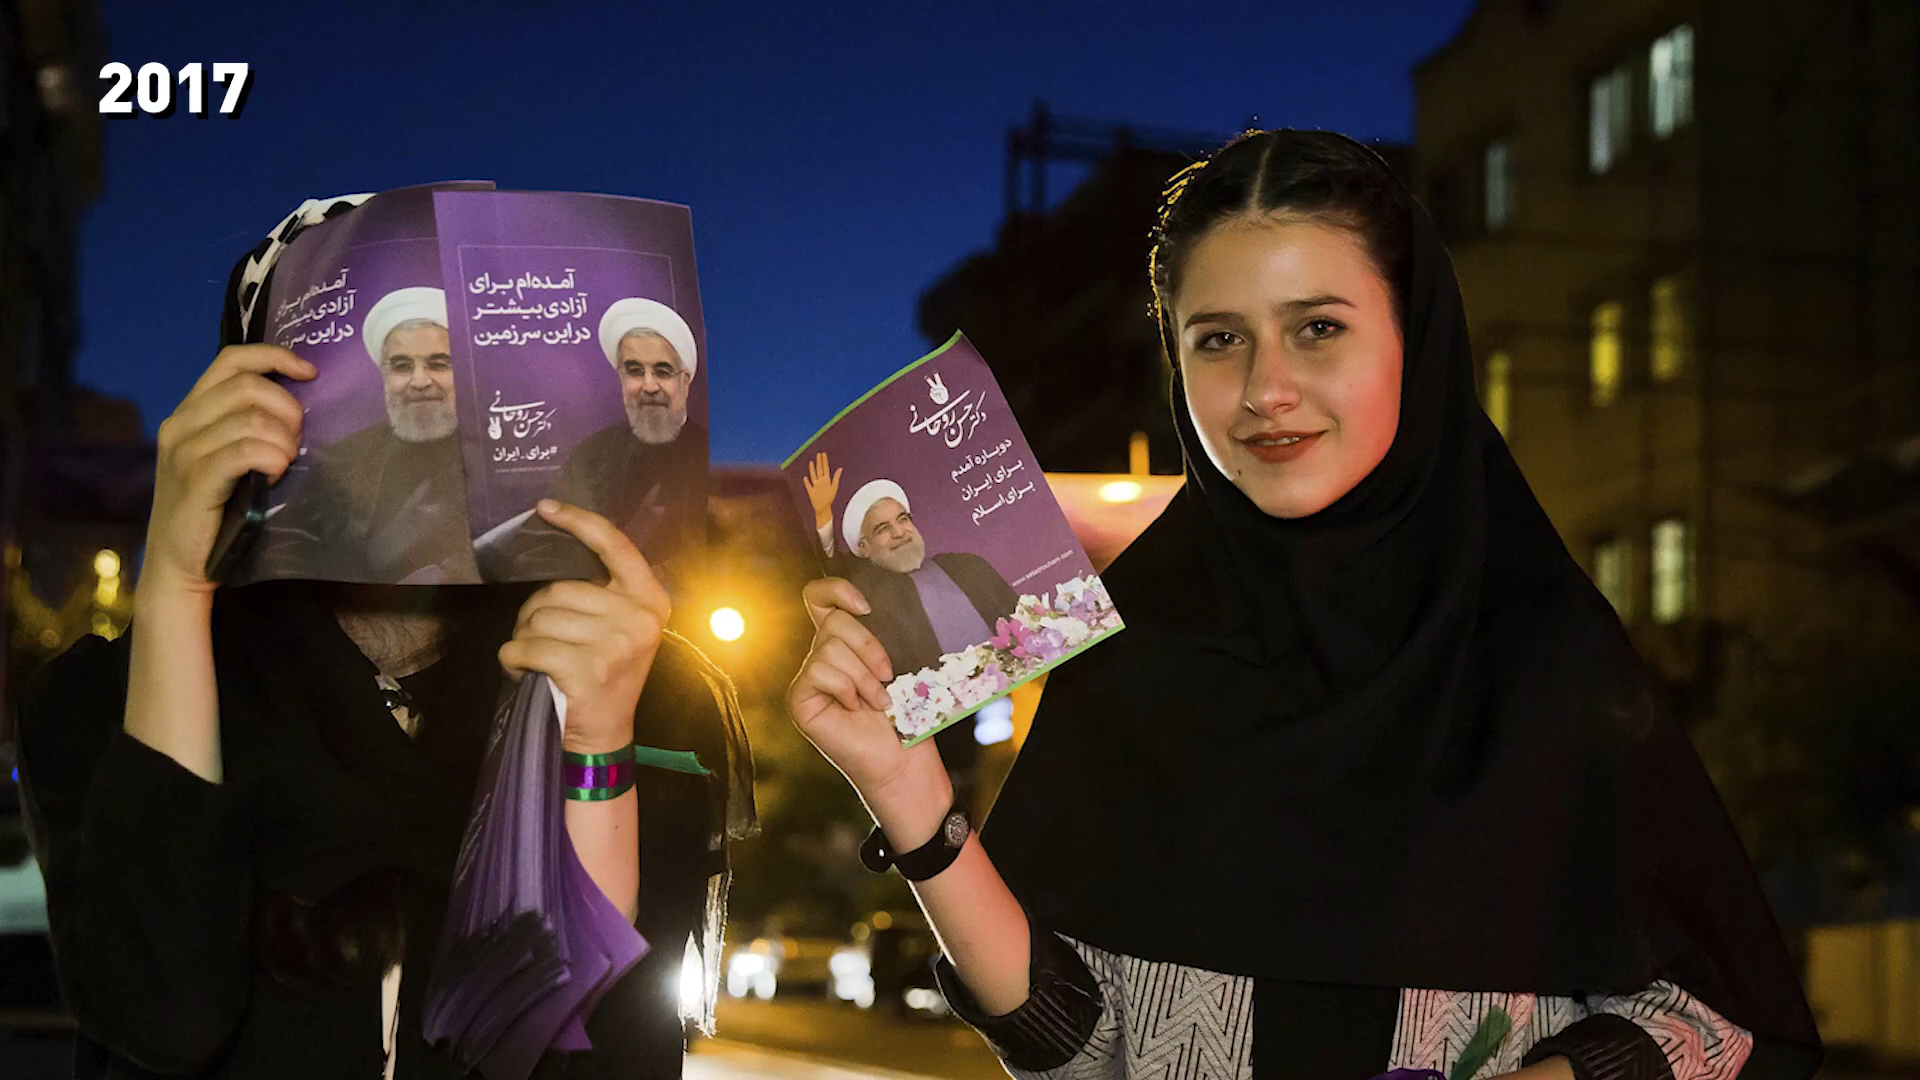 2017
آمده‌ام برای
آزادی بیشتر
در این سرز
آمده‌ام برای
آزادی بیشتر
در این سرزمین
دکتر حسن روحانی
#برای_ایران
دکتر حسن روحانی
دوباره آمدم
برای ایران
برای اسلام